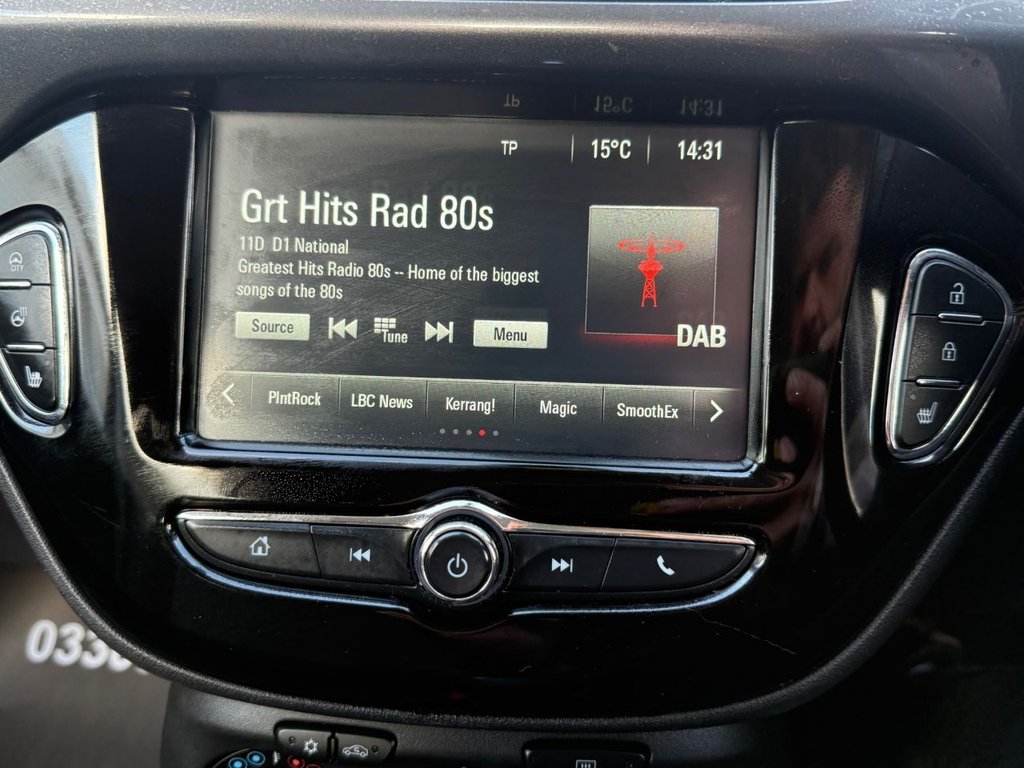 TP 15°C 14:31
Grt Hits Rad 80s
11D D1 National
Greatest Hits Radio 80s -- Home of the biggest
songs of the 80s
Source Tune Menu
DAB
PlntRock LBC News Kerrang! Magic SmoothEx
CITY